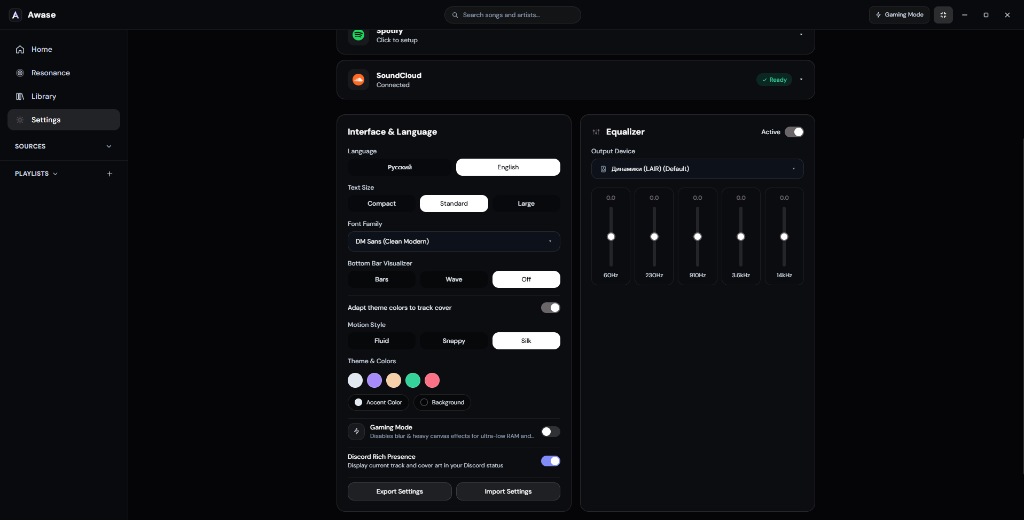 Awase
Search songs and artists...
Gaming Mode
Home
Resonance
Library
Settings
SOURCES
PLAYLISTS
Spotify
Click to setup
SoundCloud
Connected
Ready
Interface & Language
Language
Русский
English
Text Size
Compact
Standard
Large
Font Family
DM Sans (Clean Modern)
Bottom Bar Visualizer
Bars
Wave
Off
Adapt theme colors to track cover
Motion Style
Fluid
Snappy
Silk
Theme & Colors
Accent Color
Background
Gaming Mode
Disables blur & heavy canvas effects for ultra-low RAM and...
Discord Rich Presence
Display current track and cover art in your Discord status
Export Settings
Import Settings
Equalizer
Active
Output Device
Динамики (LAIR) (Default)
0.0 0.0 0.0 0.0 0.0
60Hz 230Hz 910Hz 3.6kHz 14kHz